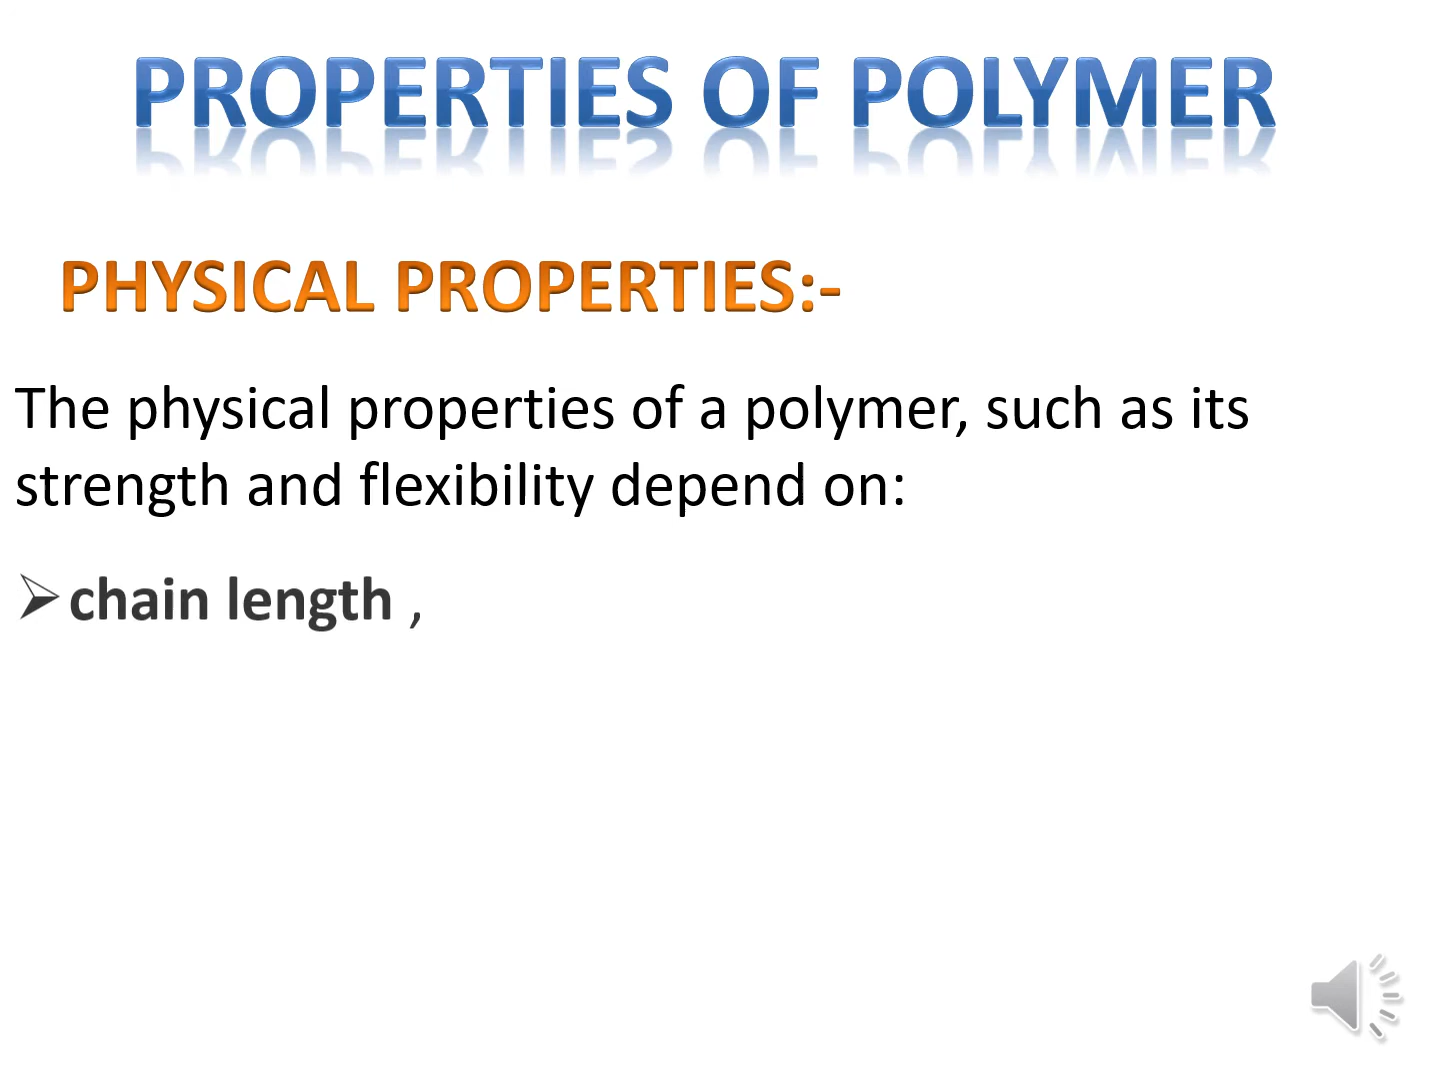 PROPERTIES OF POLYMER
PHYSICAL PROPERTIES:-
The physical properties of a polymer, such as its
strength and flexibility depend on:
➢chain length ,